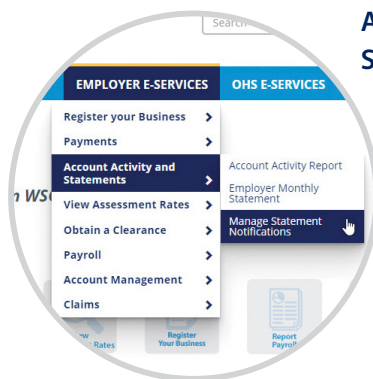 Search
A
S
EMPLOYER E-SERVICES
OHS E-SERVICES
Register your Business
Payments
Account Activity and
Statements
View Assessment Rates
Obtain a Clearance
Payroll
Account Management
Claims
Account Activity Report
Employer Monthly
Statement
Manage Statement
Notifications
Rates
Register
Your Business
Report
Payroll